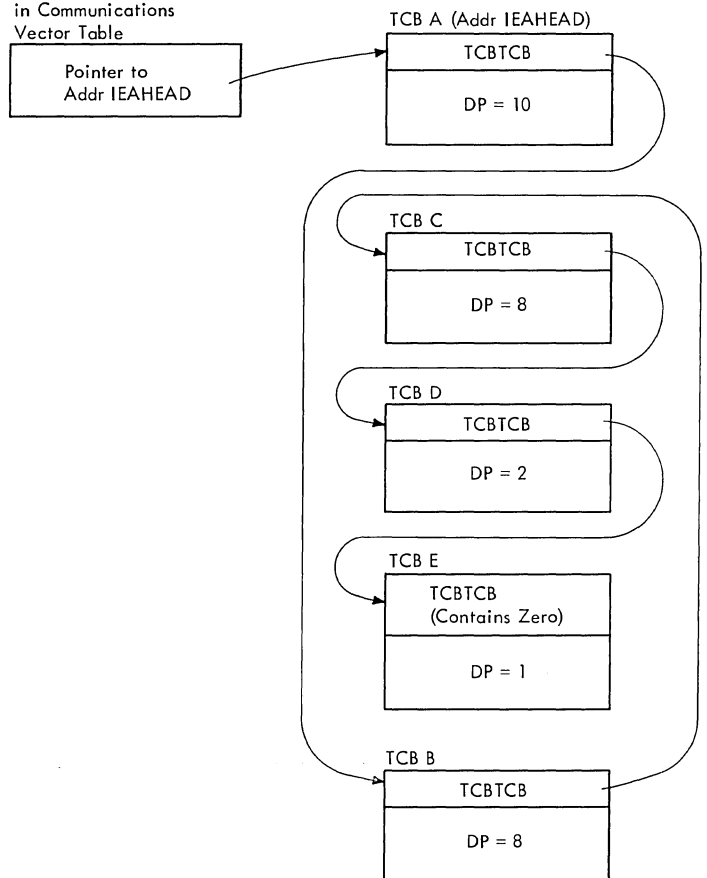 in Communications
Vector Table
Pointer to
Addr IEAHEAD
TCB A (Addr IEAHEAD)
TCBTCB
DP = 10
TCB C
TCBTCB
DP = 8
TCB D
TCBTCB
DP = 2
TCB E
TCBTCB
(Contains Zero)
DP = 1
TCB B
TCBTCB
DP = 8